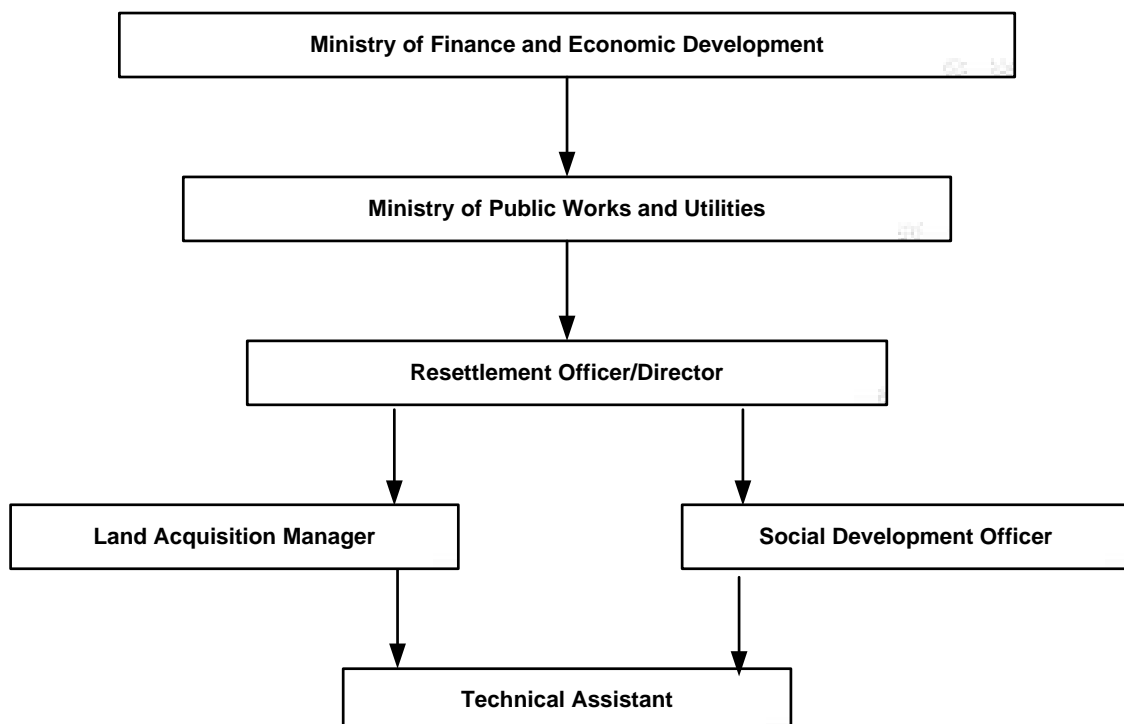 Ministry of Finance and Economic Development
Ministry of Public Works and Utilities
Resettlement Officer/Director
Land Acquisition Manager
Social Development Officer
Technical Assistant